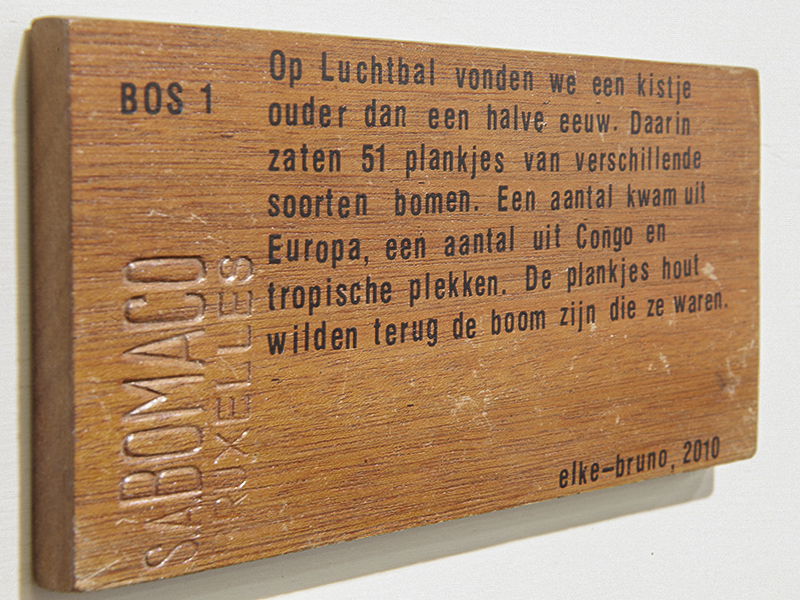 BOS 1
Op Luchtbal vonden we een kistje
ouder dan een halve eeuw. Daarin
zaten 51 plankjes van verschillende
soorten bomen. Een aantal kwam uit
Europa, een aantal uit Congo en
tropische plekken. De plankjes hout
wilden terug de boom zijn die ze waren.
elke-bruno, 2010
SABOMACO
BRUXELLES